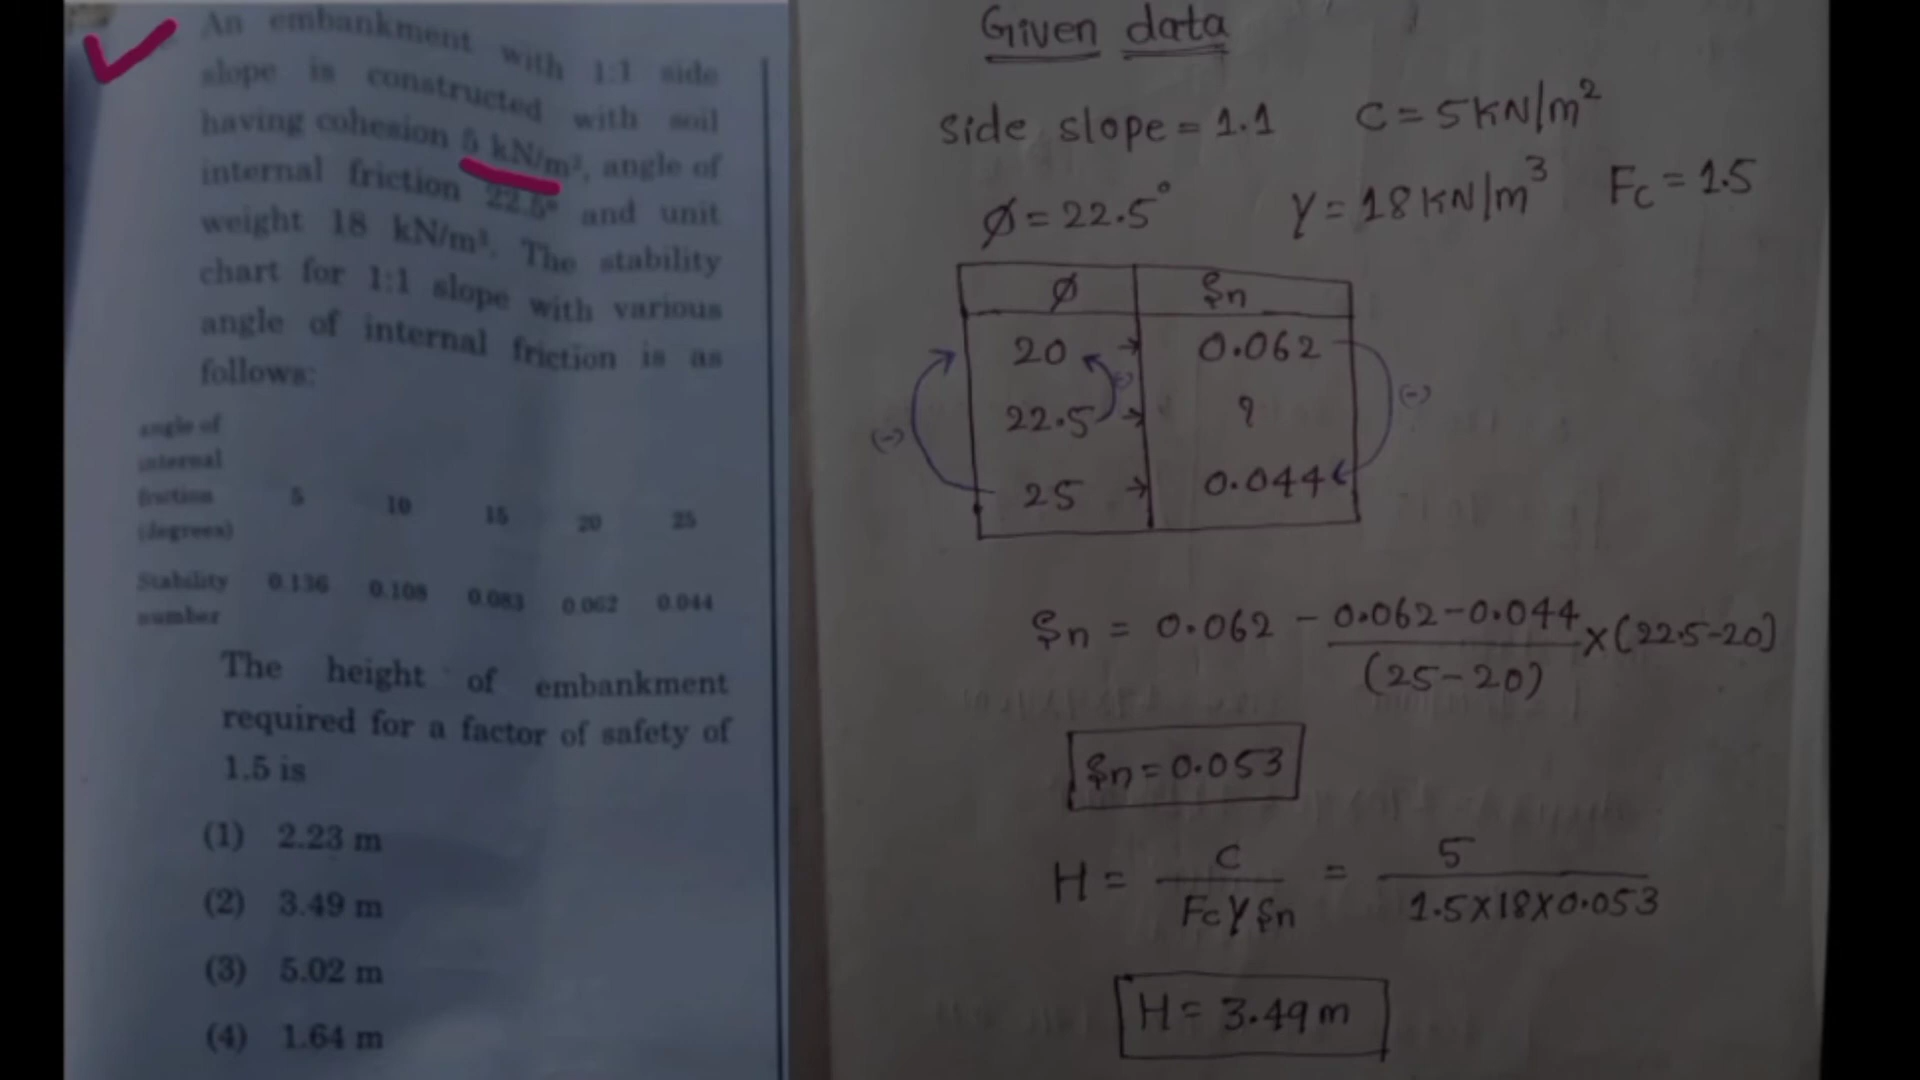 An embankment with 1:1 side
slope is constructed with soil
having cohesion 5 kN/m², angle of
internal friction 22.5° and unit
weight 18 kN/m³. The stability
chart for 1:1 slope with various
angle of internal friction is as
follows:
angle of
internal
friction 5 10 15 20 25
(degrees)
Stability 0.136 0.108 0.083 0.062 0.044
number
The height of embankment
required for a factor of safety of
1.5 is
(1) 2.23 m
(2) 3.49 m
(3) 5.02 m
(4) 1.64 m
Given data
side slope = 1.1 C = 5KN/m²
Ø = 22.5° γ = 18KN/m³ Fc = 1.5
Ø Sn
20 → 0.062
(-)
(-)
22.5 → ?
(-)
25 → 0.044
Sn = 0.062 - 0.062-0.044 / (25-20) x (22.5-20)
Sn = 0.053
H = C / FcγSn = 5 / 1.5X18X0.053
H = 3.49m